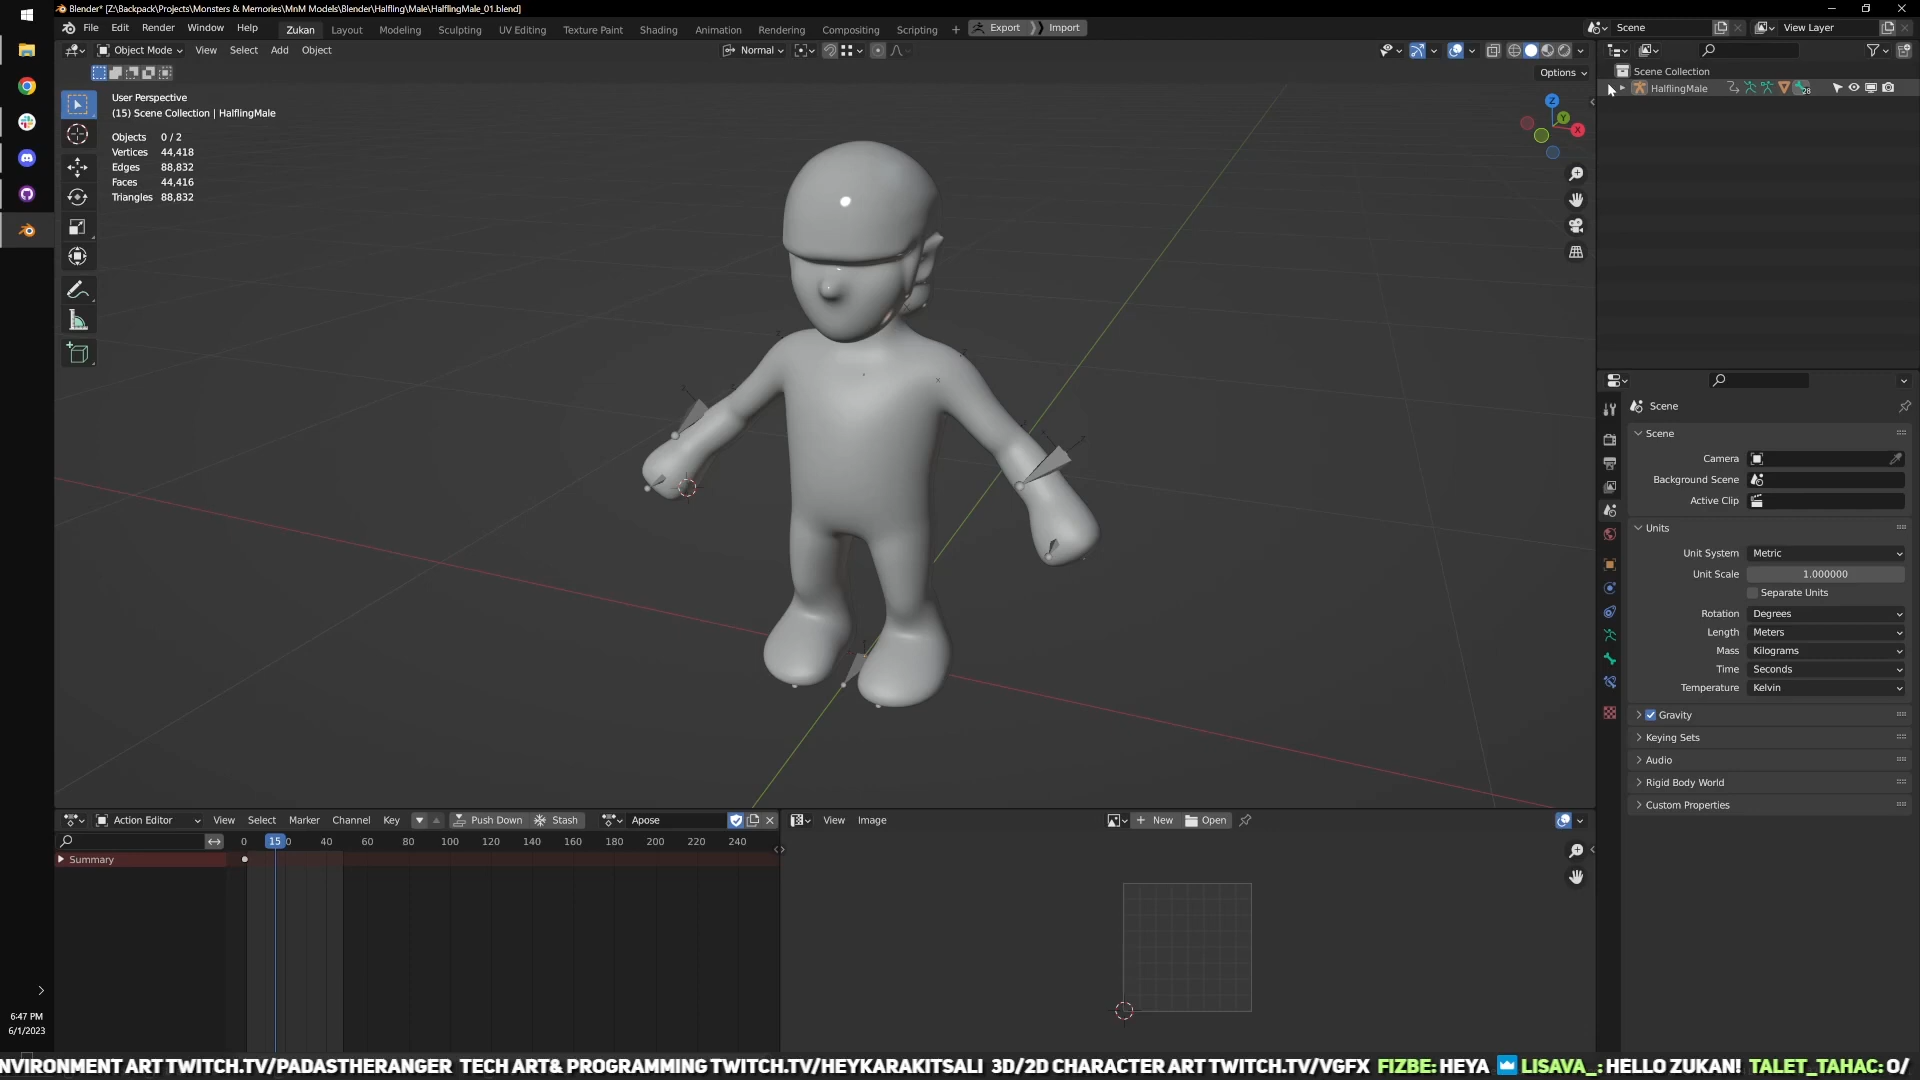 Blender* [Z:\Backpack\Projects\Monsters & Memories\MnM Models\Blender\Halfling\Male\HalflingMale_01.blend]
File Edit Render Window Help Zukan Layout Modeling Sculpting UV Editing Texture Paint Shading Animation Rendering Compositing Scripting + Export Import Scene View Layer
Object Mode View Select Add Object Normal
Options
Scene Collection
HalflingMale 28
User Perspective
(15) Scene Collection | HalflingMale
Objects 0 / 2
Vertices 44,418
Edges 88,832
Faces 44,416
Triangles 88,832
Z
Y
X
Scene
Scene
Camera
Background Scene
Active Clip
Units
Unit System Metric
Unit Scale 1.000000
Separate Units
Rotation Degrees
Length Meters
Mass Kilograms
Time Seconds
Temperature Kelvin
Gravity
Keying Sets
Audio
Rigid Body World
Custom Properties
Action Editor View Select Marker Channel Key Push Down Stash Apose
View Image New Open
0 15 40 60 80 100 120 140 160 180 200 220 240
Summary
6:47 PM
6/1/2023
NVIRONMENT ART TWITCH.TV/PADASTHERANGER TECH ART& PROGRAMMING TWITCH.TV/HEYKARAKITSALI 3D/2D CHARACTER ART TWITCH.TV/VGFX FIZBE: HEYA LISAVA_: HELLO ZUKAN! TALET_TAHAC: O/